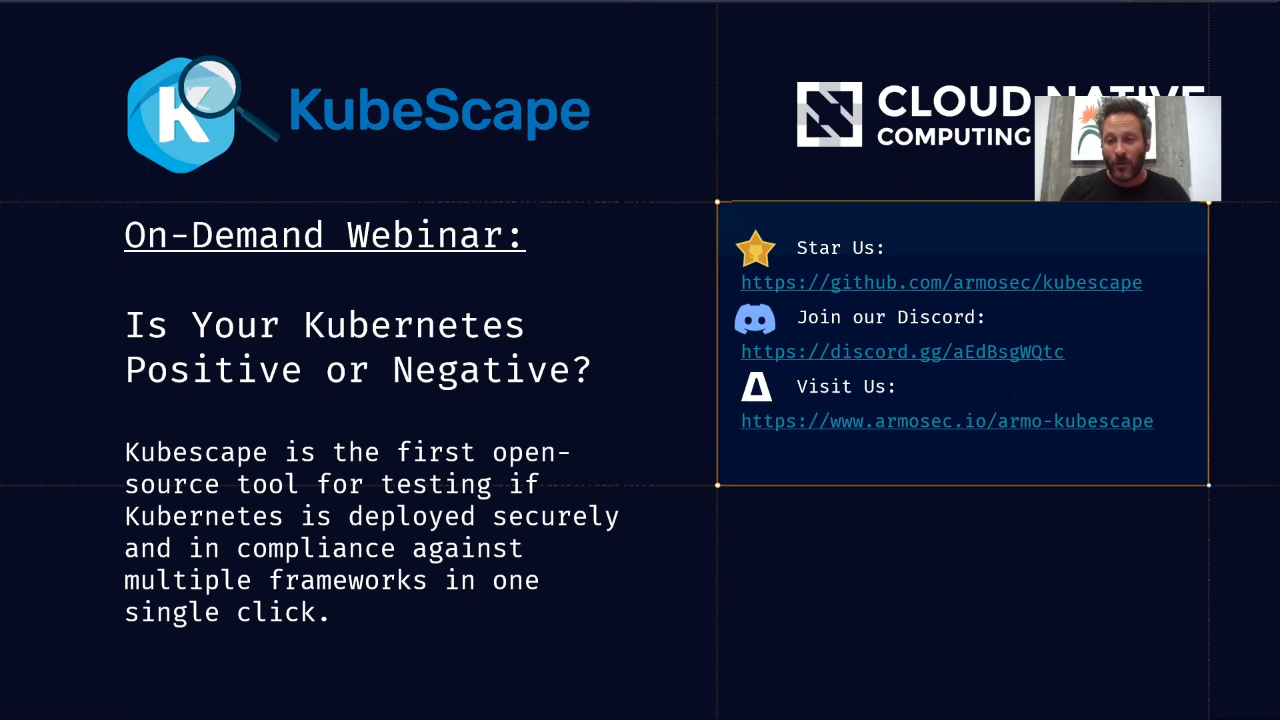 KubeScape
CLOUD NATIVE
COMPUTING
On-Demand Webinar:
Is Your Kubernetes
Positive or Negative?
Kubescape is the first open-
source tool for testing if
Kubernetes is deployed securely
and in compliance against
multiple frameworks in one
single click.
Star Us:
https://github.com/armosec/kubescape
Join our Discord:
https://discord.gg/aEdBsgWQtc
Visit Us:
https://www.armosec.io/armo-kubescape